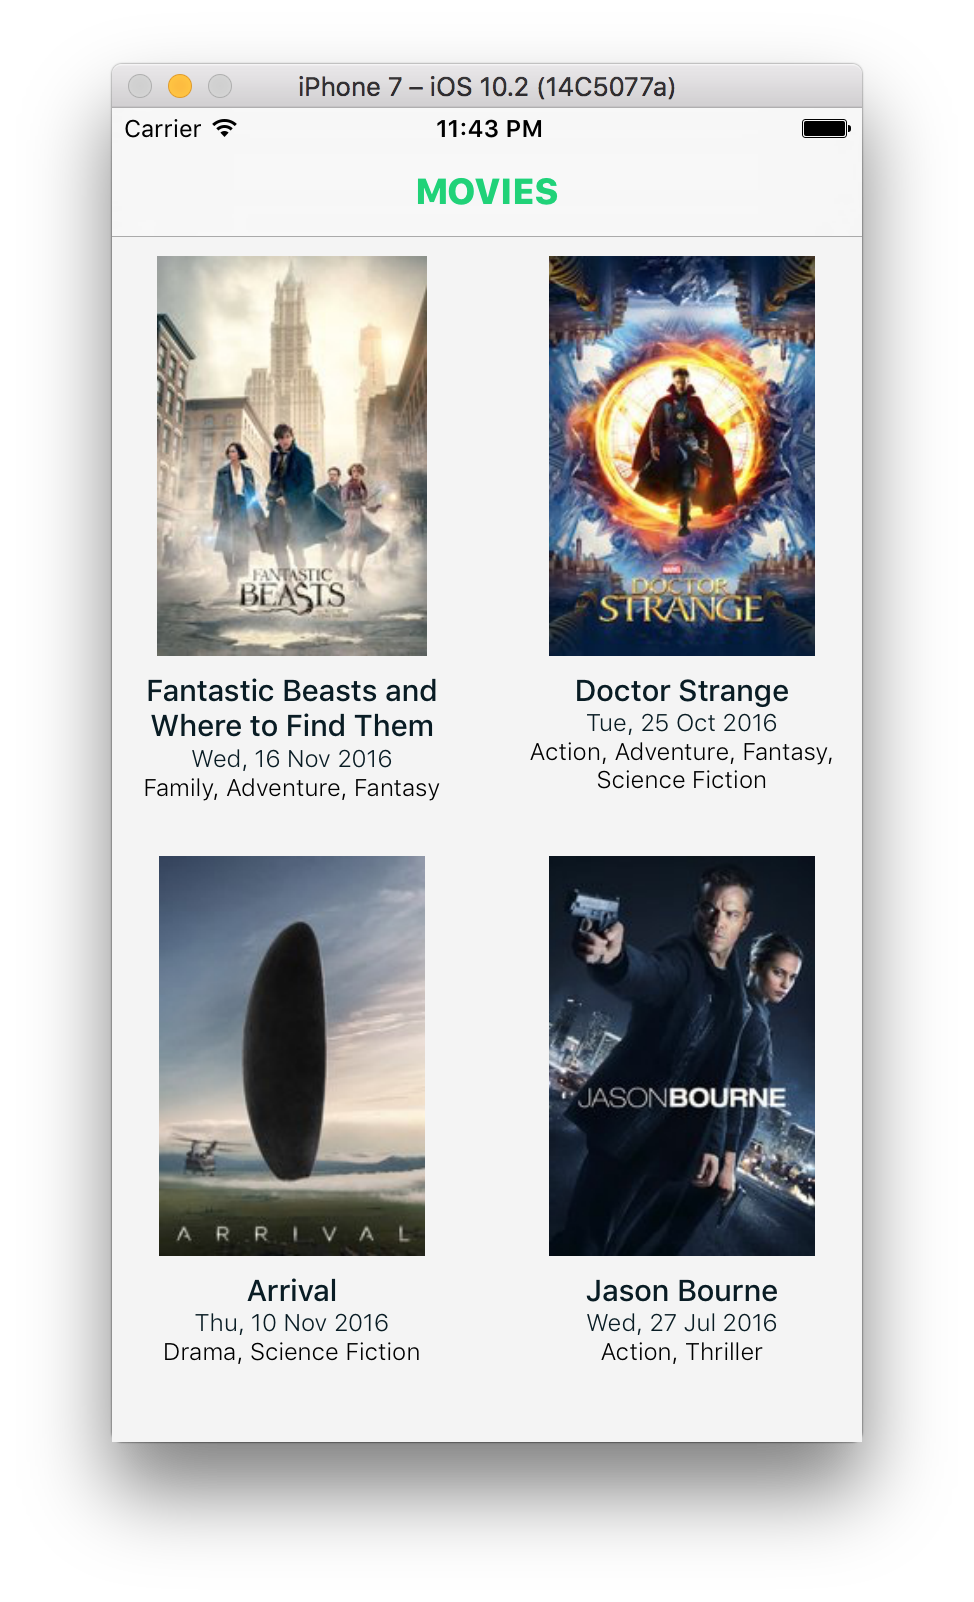 iPhone 7 – iOS 10.2 (14C5077a)
Carrier 11:43 PM
MOVIES
FANTASTIC
BEASTS
MARVEL
DOCTOR
STRANGE
Fantastic Beasts and
Where to Find Them
Wed, 16 Nov 2016
Family, Adventure, Fantasy
Doctor Strange
Tue, 25 Oct 2016
Action, Adventure, Fantasy,
Science Fiction
ARRIVAL
JASONBOURNE
Arrival
Thu, 10 Nov 2016
Drama, Science Fiction
Jason Bourne
Wed, 27 Jul 2016
Action, Thriller